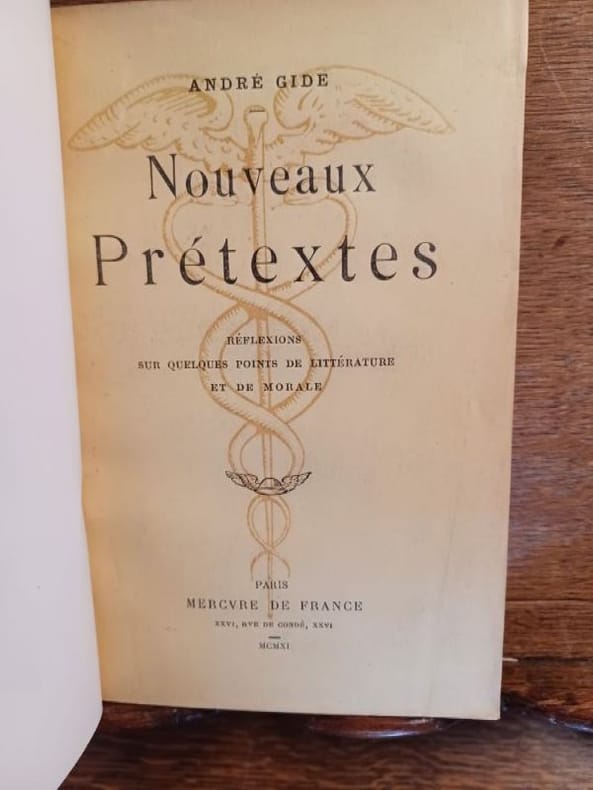 ANDRÉ GIDE
Nouveaux
Prétextes
RÉFLEXIONS
SUR QUELQUES POINTS DE LITTÉRATURE
ET DE MORALE
PARIS
MERCVRE DE FRANCE
XXVI, RVE DE CONDÉ, XXVI
MCMXI